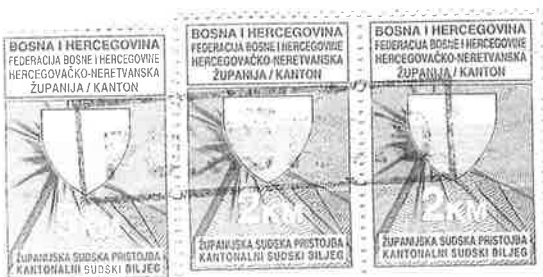 BOSNA I HERCEGOVINA
FEDERACIJA BOSNE I HERCEGOVINE
HERCEGOVAČKO-NERETVANSKA
ŽUPANIJA / KANTON
KM
ŽUPANIJSKA SUDSKA PRISTOJBA
KANTONALNI SUDSKI BILJEG
BOSNA I HERCEGOVINA
FEDERACIJA BOSNE I HERCEGOVINE
HERCEGOVAČKO-NERETVANSKA
ŽUPANIJA / KANTON
2KM
ŽUPANIJSKA SUDSKA PRISTOJBA
KANTONALNI SUDSKI BILJEG
BOSNA I HERCEGOVINA
FEDERACIJA BOSNE I HERCEGOVINE
HERCEGOVAČKO-NERETVANSKA
ŽUPANIJA / KANTON
2KM
ŽUPANIJSKA SUDSKA PRISTOJBA
KANTONALNI SUDSKI BILJEG